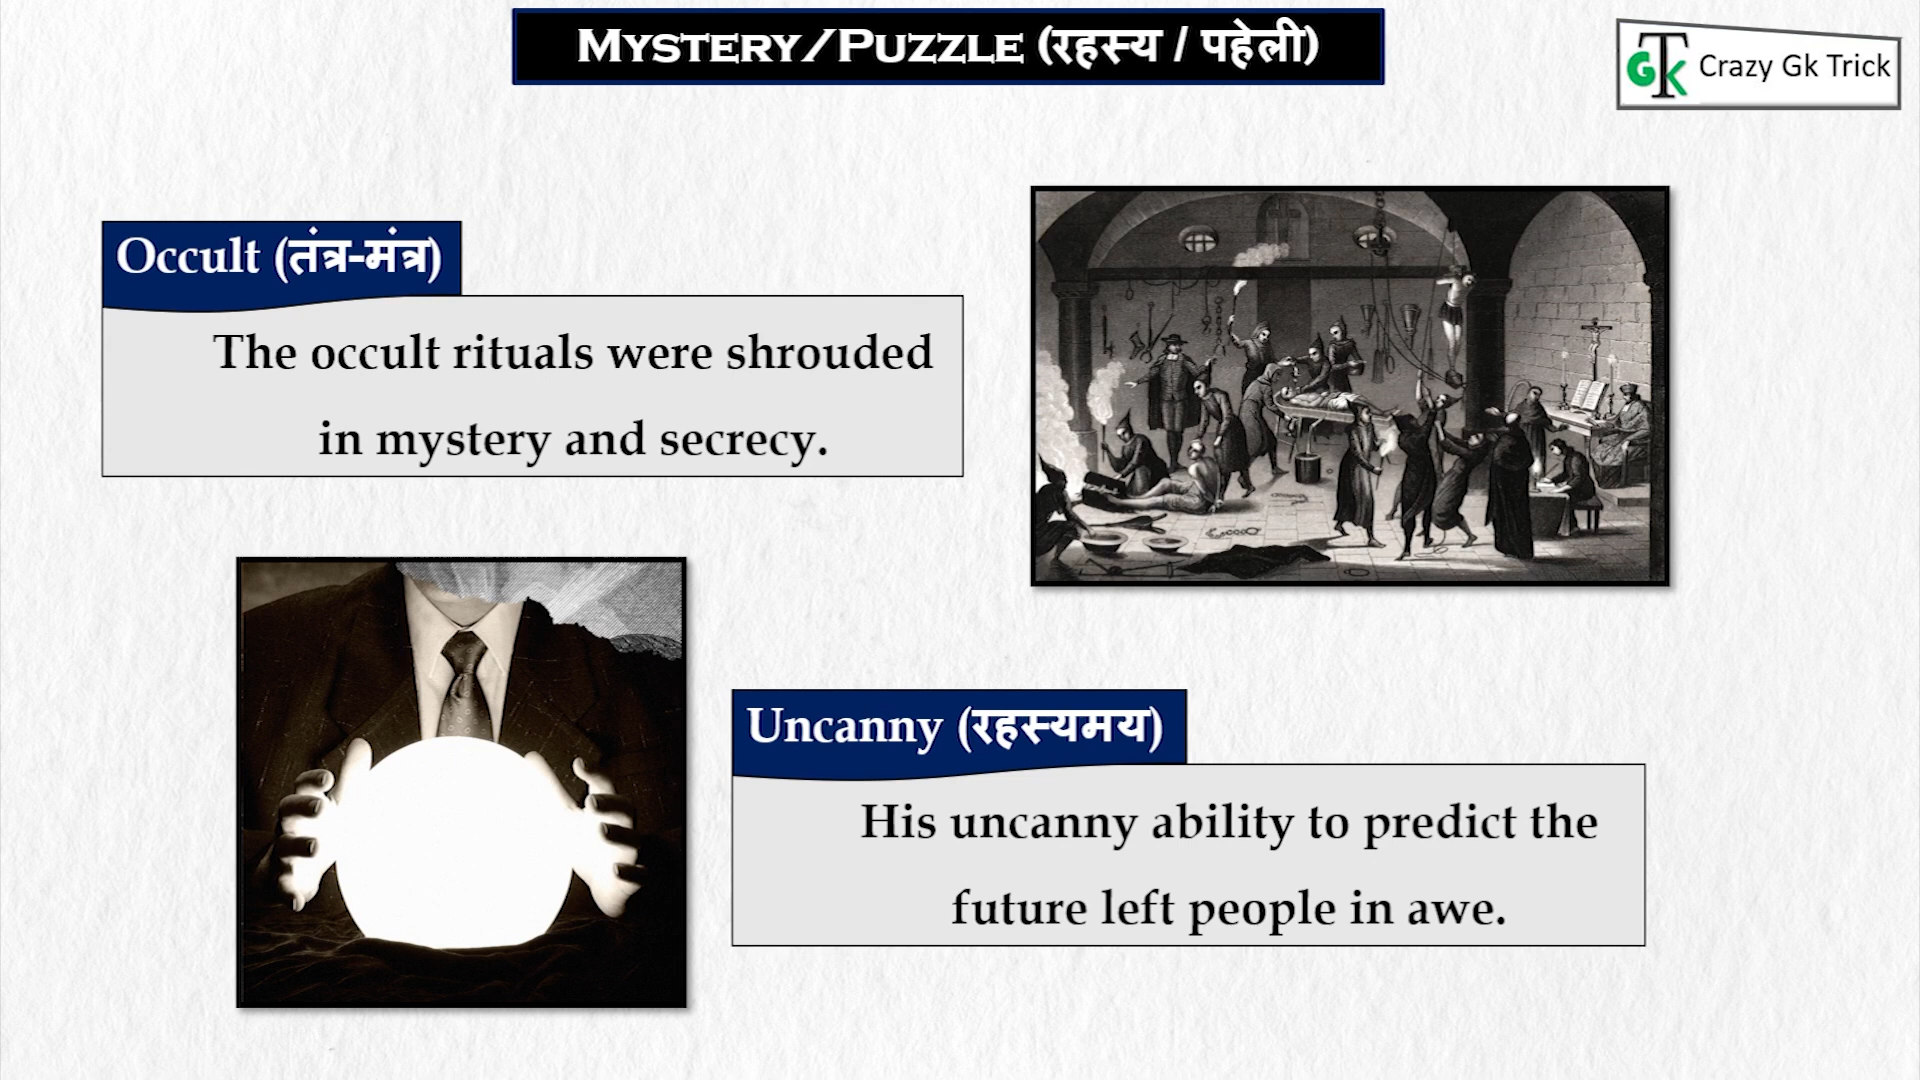 MYSTERY/PUZZLE (रहस्य / पहेली)
GTK Crazy Gk Trick
Occult (तंत्र-मंत्र)
The occult rituals were shrouded
in mystery and secrecy.
Uncanny (रहस्यमय)
His uncanny ability to predict the
future left people in awe.